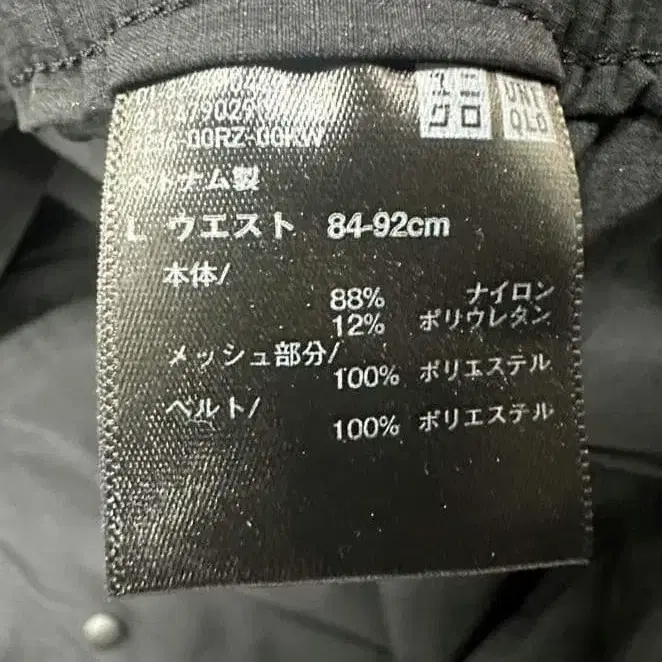 ユニ
クロ
UNI
QLO
ベトナム製
L ウエスト 84-92cm
本体/
88% ナイロン
12% ポリウレタン
メッシュ部分/
100% ポリエステル
ベルト/
100% ポリエステル